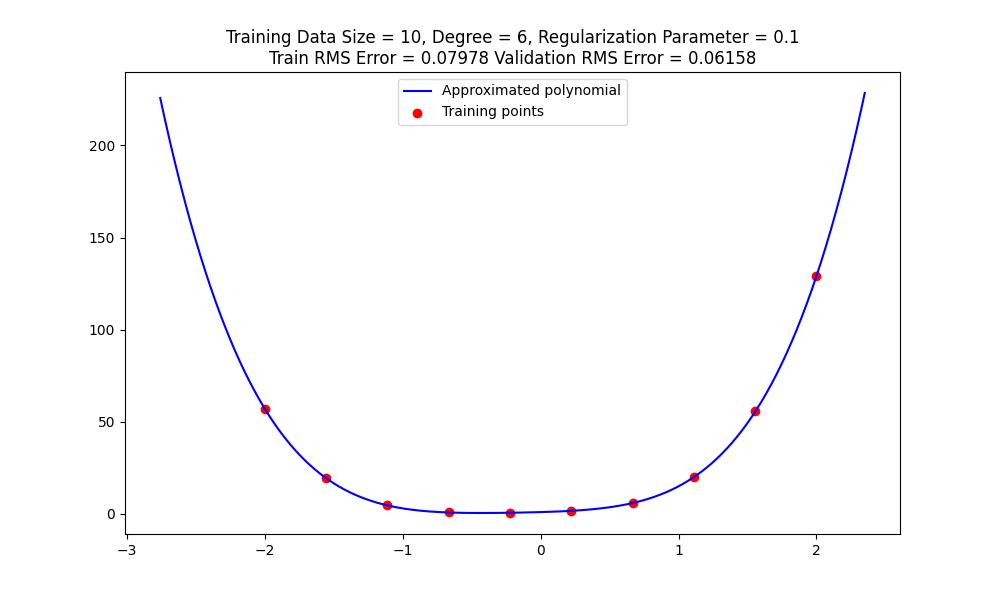 Training Data Size = 10, Degree = 6, Regularization Parameter = 0.1
Train RMS Error = 0.07978 Validation RMS Error = 0.06158
Approximated polynomial
Training points
200
150
100
50
0
−3
−2
−1
0
1
2